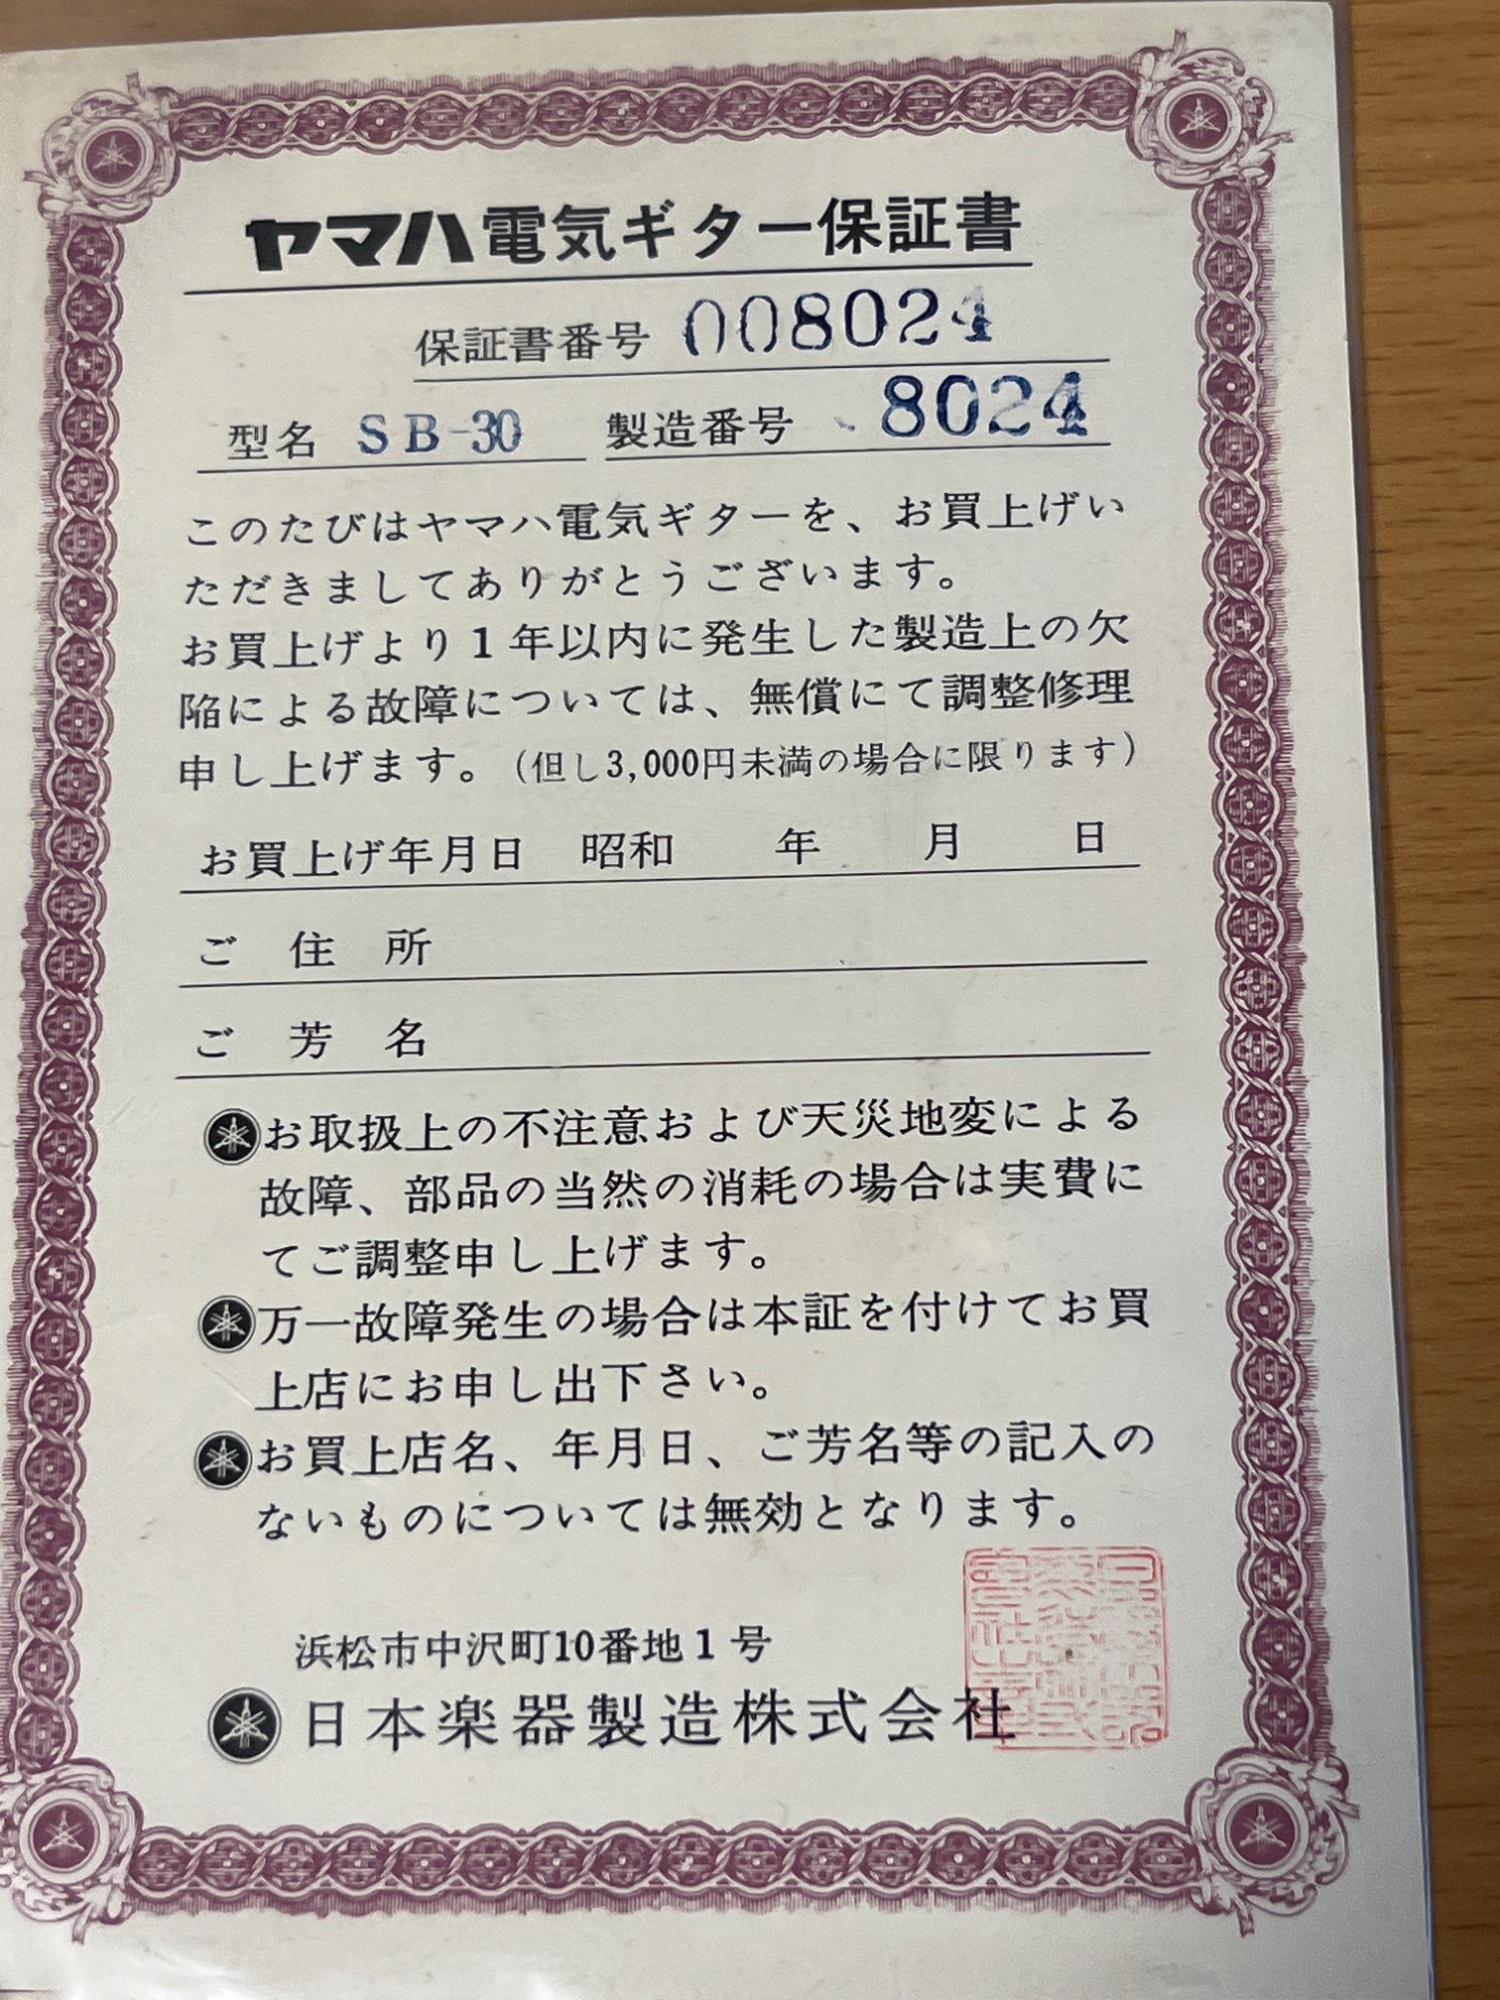 ヤマハ電気ギター保証書
保証書番号 008024
型名 SB-30 製造番号 8024
このたびはヤマハ電気ギターを、お買上げい
ただきましてありがとうございます。
お買上げより1年以内に発生した製造上の欠
陥による故障については、無償にて調整修理
申し上げます。(但し3,000円未満の場合に限ります)
お買上げ年月日 昭和 年 月 日
ご住所
ご芳名
お取扱上の不注意および天災地変による
故障、部品の当然の消耗の場合は実費に
てご調整申し上げます。
万一故障発生の場合は本証を付けてお買
上店にお申し出下さい。
お買上店名、年月日、ご芳名等の記入の
ないものについては無効となります。
浜松市中沢町10番地1号
日本楽器製造株式会社